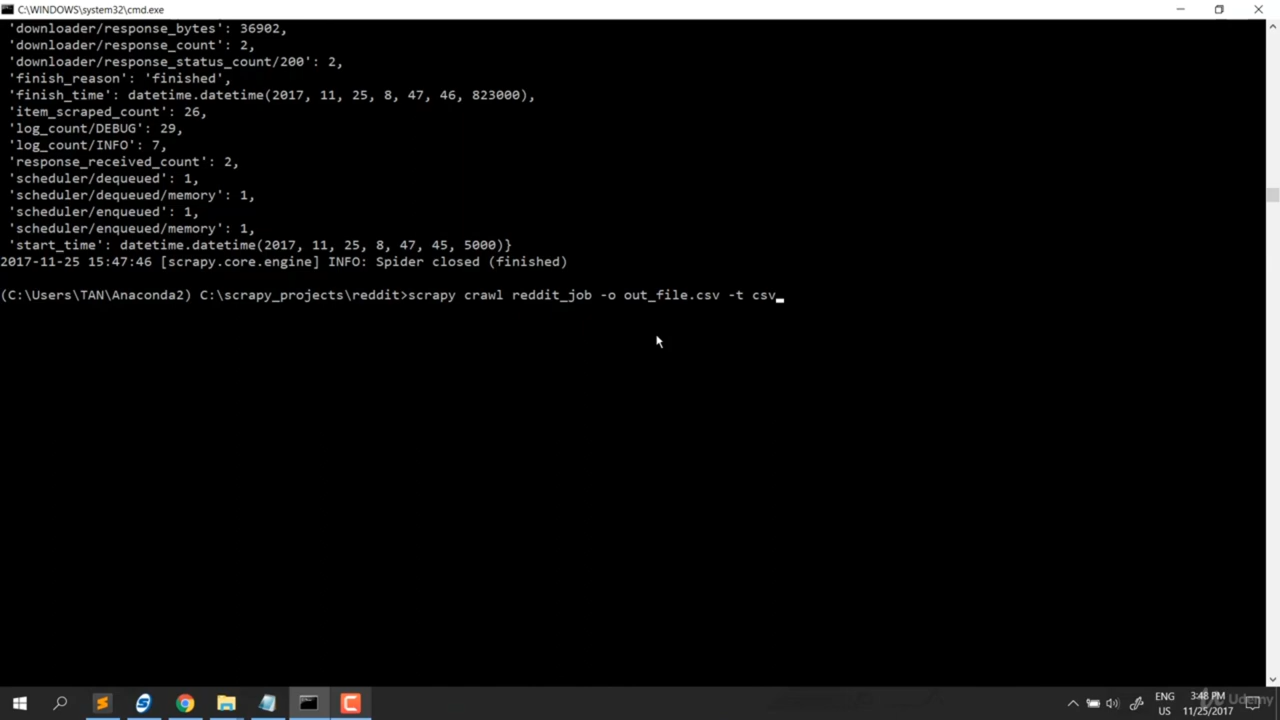 C:\WINDOWS\system32\cmd.exe
'downloader/response_bytes': 36902,
'downloader/response_count': 2,
'downloader/response_status_count/200': 2,
'finish_reason': 'finished',
'finish_time': datetime.datetime(2017, 11, 25, 8, 47, 46, 823000),
'item_scraped_count': 26,
'log_count/DEBUG': 29,
'log_count/INFO': 7,
'response_received_count': 2,
'scheduler/dequeued': 1,
'scheduler/dequeued/memory': 1,
'scheduler/enqueued': 1,
'scheduler/enqueued/memory': 1,
'start_time': datetime.datetime(2017, 11, 25, 8, 47, 45, 5000)}
2017-11-25 15:47:46 [scrapy.core.engine] INFO: Spider closed (finished)
(C:\Users\TAN\Anaconda2) C:\scrapy_projects\reddit>scrapy crawl reddit_job -o out_file.csv -t csv_
ENG
US
3:48 PM
11/25/2017
Udemy